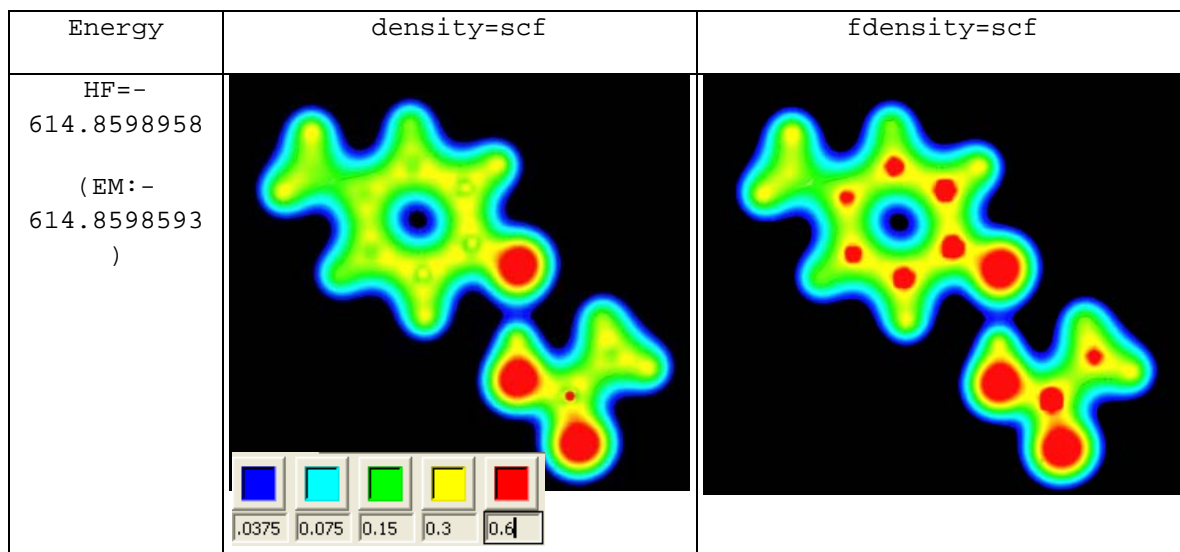 Energy
density=scf
fdensity=scf
HF=-
614.8598958
(EM:-
614.8598593
)
.0375 0.075 0.15 0.3 0.6